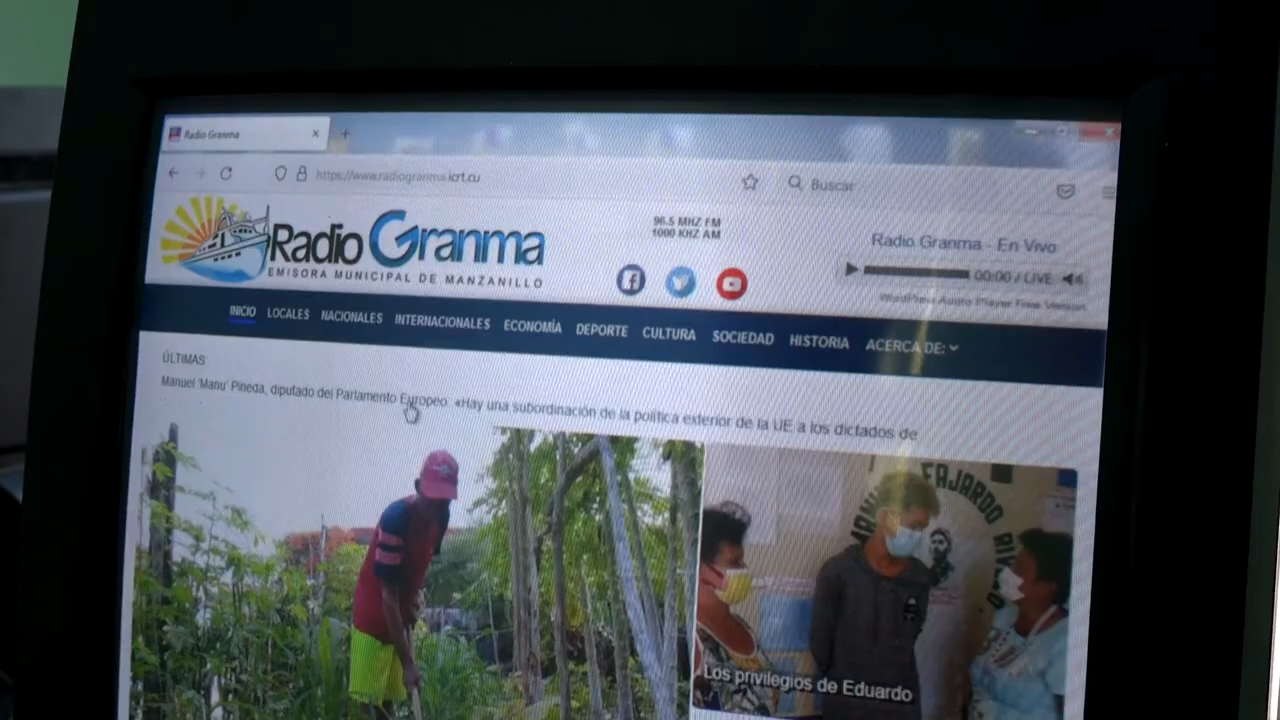 Radio Granma
https://www.radiogranma.icrt.cu
Buscar
Radio Granma
EMISORA MUNICIPAL DE MANZANILLO
96.5 MHZ FM
1000 KHZ AM
Radio Granma - En Vivo
00:00 / LIVE
WordPress Audio Player Free Version
INICIO LOCALES NACIONALES INTERNACIONALES ECONOMÍA DEPORTE CULTURA SOCIEDAD HISTORIA ACERCA DE:
ÚLTIMAS
Manuel 'Manu' Pineda, diputado del Parlamento Europeo: «Hay una subordinación de la política exterior de la UE a los dictados de
FAJARDO
Los privilegios de Eduardo